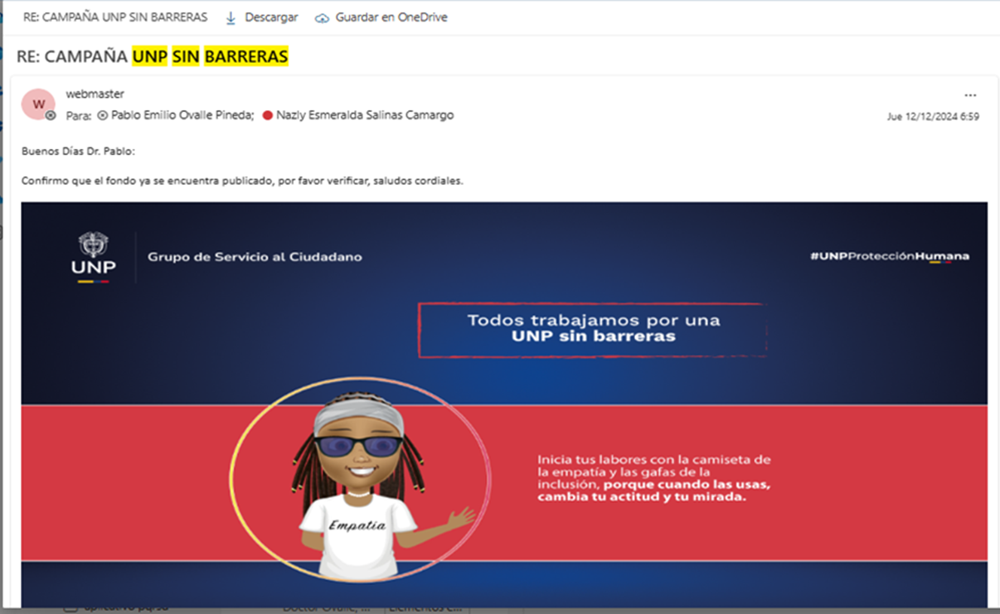 RE: CAMPAÑA UNP SIN BARRERAS Descargar Guardar en OneDrive
RE: CAMPAÑA UNP SIN BARRERAS
W
webmaster
Para: Pablo Emilio Ovalle Pineda; Nazly Esmeralda Salinas Camargo
Jue 12/12/2024 6:59
Buenos Días Dr. Pablo:
Confirmo que el fondo ya se encuentra publicado, por favor verificar, saludos cordiales.
UNP
Grupo de Servicio al Ciudadano
#UNPProtecciónHumana
Todos trabajamos por una
UNP sin barreras
Inicia tus labores con la camiseta de
la empatía y las gafas de la
inclusión, porque cuando las usas,
cambia tu actitud y tu mirada.
Empatía